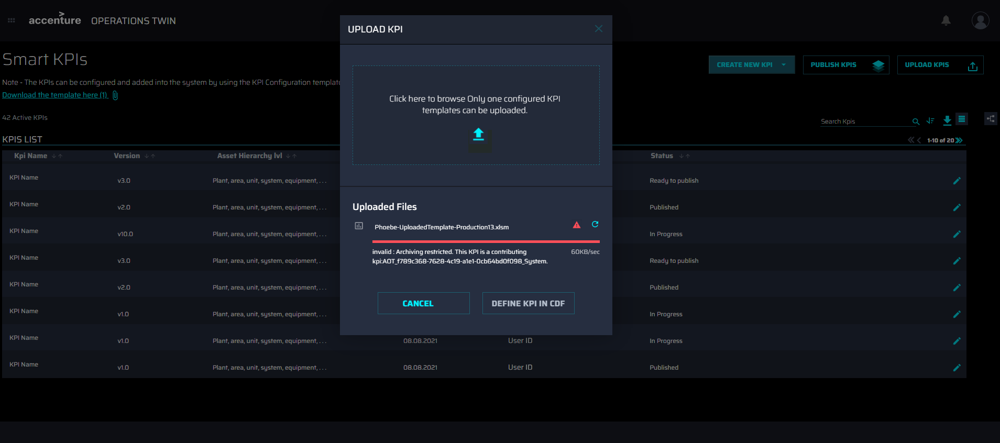 accenture OPERATIONS TWIN
UPLOAD KPI
Smart KPIs
CREATE NEW KPI PUBLISH KPIS UPLOAD KPIS
Note - The KPIs can be configured and added into the system by using the KPI Configuration template
Download the template here (1)
Click here to browse Only one configured KPI
templates can be uploaded.
42 Active KPIs
Search Kpis
KPIS LIST
1-10 of 20
Kpi Name Version Asset Hierarchy lvl Status
KPI Name v3.0 Plant, area, unit, system, equipment, . . . Ready to publish
KPI Name v2.0 Plant, area, unit, system, equipment, . . . Published
KPI Name v10.0 Plant, area, unit, system, equipment, . . . In Progress
KPI Name v3.0 Plant, area, unit, system, equipment, . . . Ready to publish
KPI Name v2.0 Plant, area, unit, system, equipment, . . . Published
KPI Name v1.0 Plant, area, unit, system, equipment, . . . In Progress
KPI Name v1.0 Plant, area, unit, system, equipment, . . . 08.08.2021 User ID In Progress
KPI Name v1.0 Plant, area, unit, system, equipment, . . . 08.08.2021 User ID Published
Uploaded Files
Phoebe-UploadedTemplate-Production13.xlsm
invalid : Archiving restricted. This KPI is a contributing 60KB/sec
kpi:AOT_f789c368-7628-4c19-a1e1-0cb64bd0f098_System.
CANCEL DEFINE KPI IN CDF